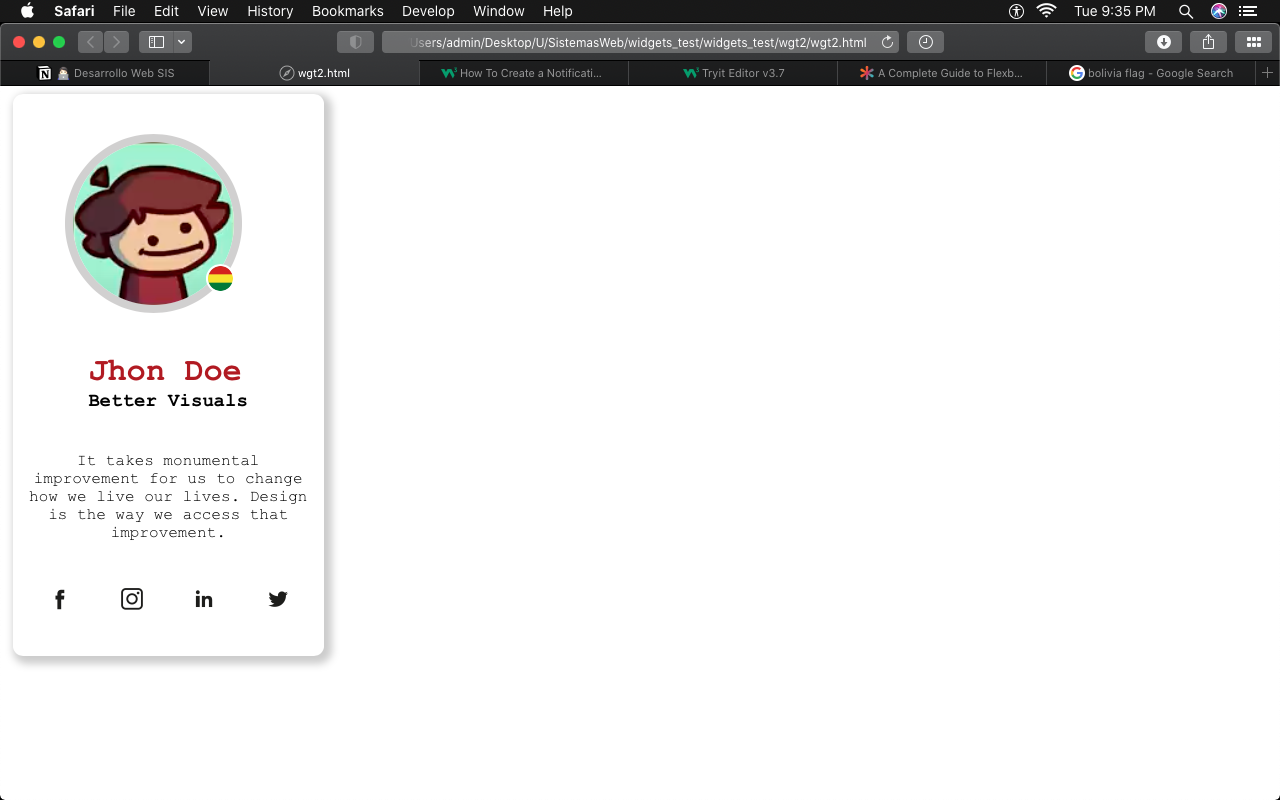 Safari File Edit View History Bookmarks Develop Window Help Tue 9:35 PM
Users/admin/Desktop/U/SistemasWeb/widgets_test/widgets_test/wgt2/wgt2.html
Desarrollo Web SIS
wgt2.html
How To Create a Notificati...
Tryit Editor v3.7
A Complete Guide to Flexb...
bolivia flag - Google Search
Jhon Doe
Better Visuals
It takes monumental
improvement for us to change
how we live our lives. Design
is the way we access that
improvement.